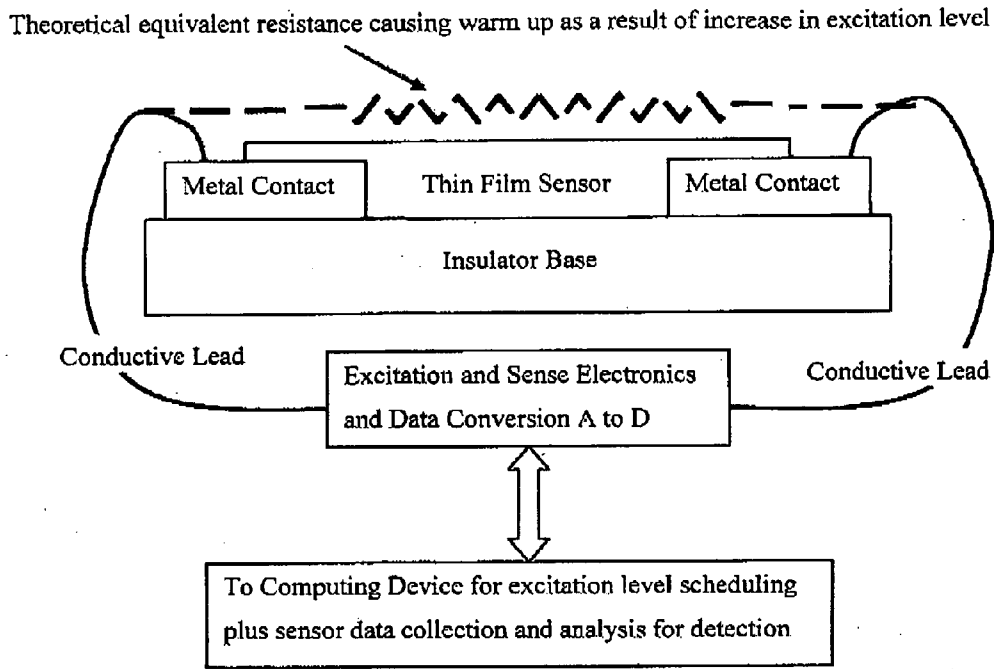 Theoretical equivalent resistance causing warm up as a result of increase in excitation level
Metal Contact
Thin Film Sensor
Metal Contact
Insulator Base
Conductive Lead
Conductive Lead
Excitation and Sense Electronics
and Data Conversion A to D
To Computing Device for excitation level scheduling
plus sensor data collection and analysis for detection